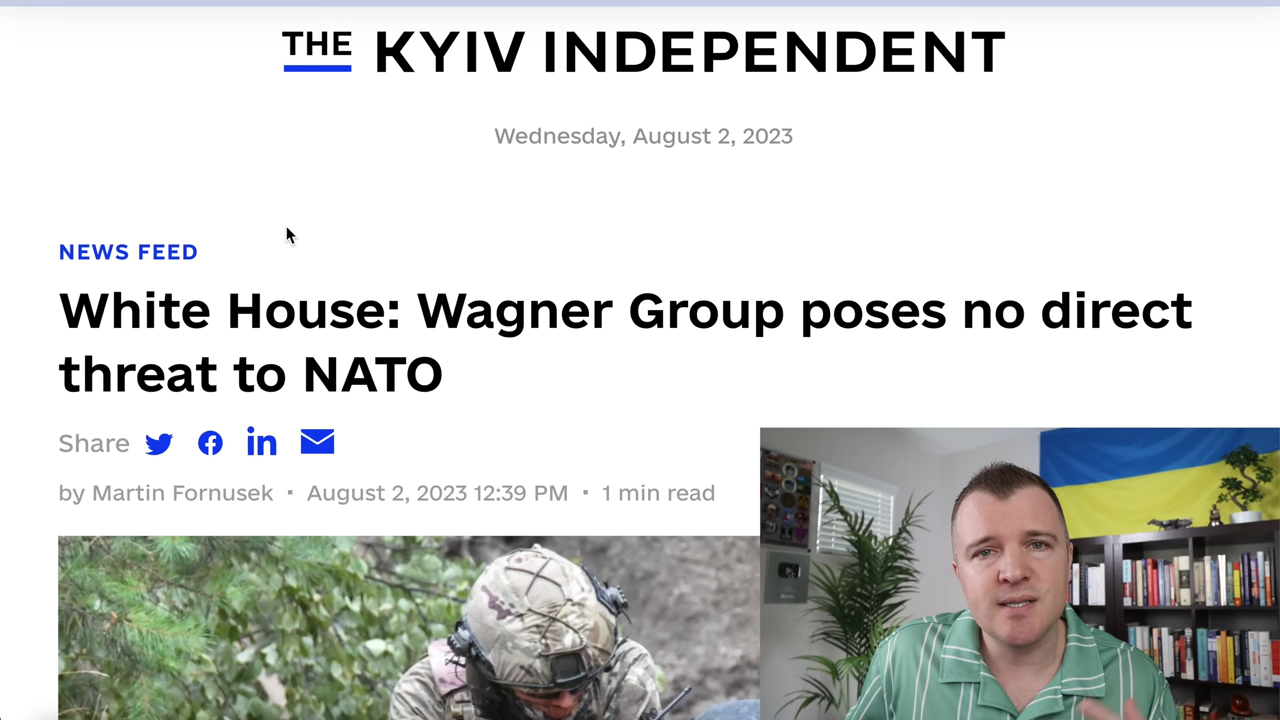 THE KYIV INDEPENDENT
Wednesday, August 2, 2023
NEWS FEED
White House: Wagner Group poses no direct
threat to NATO
Share
by Martin Fornusek · August 2, 2023 12:39 PM · 1 min read